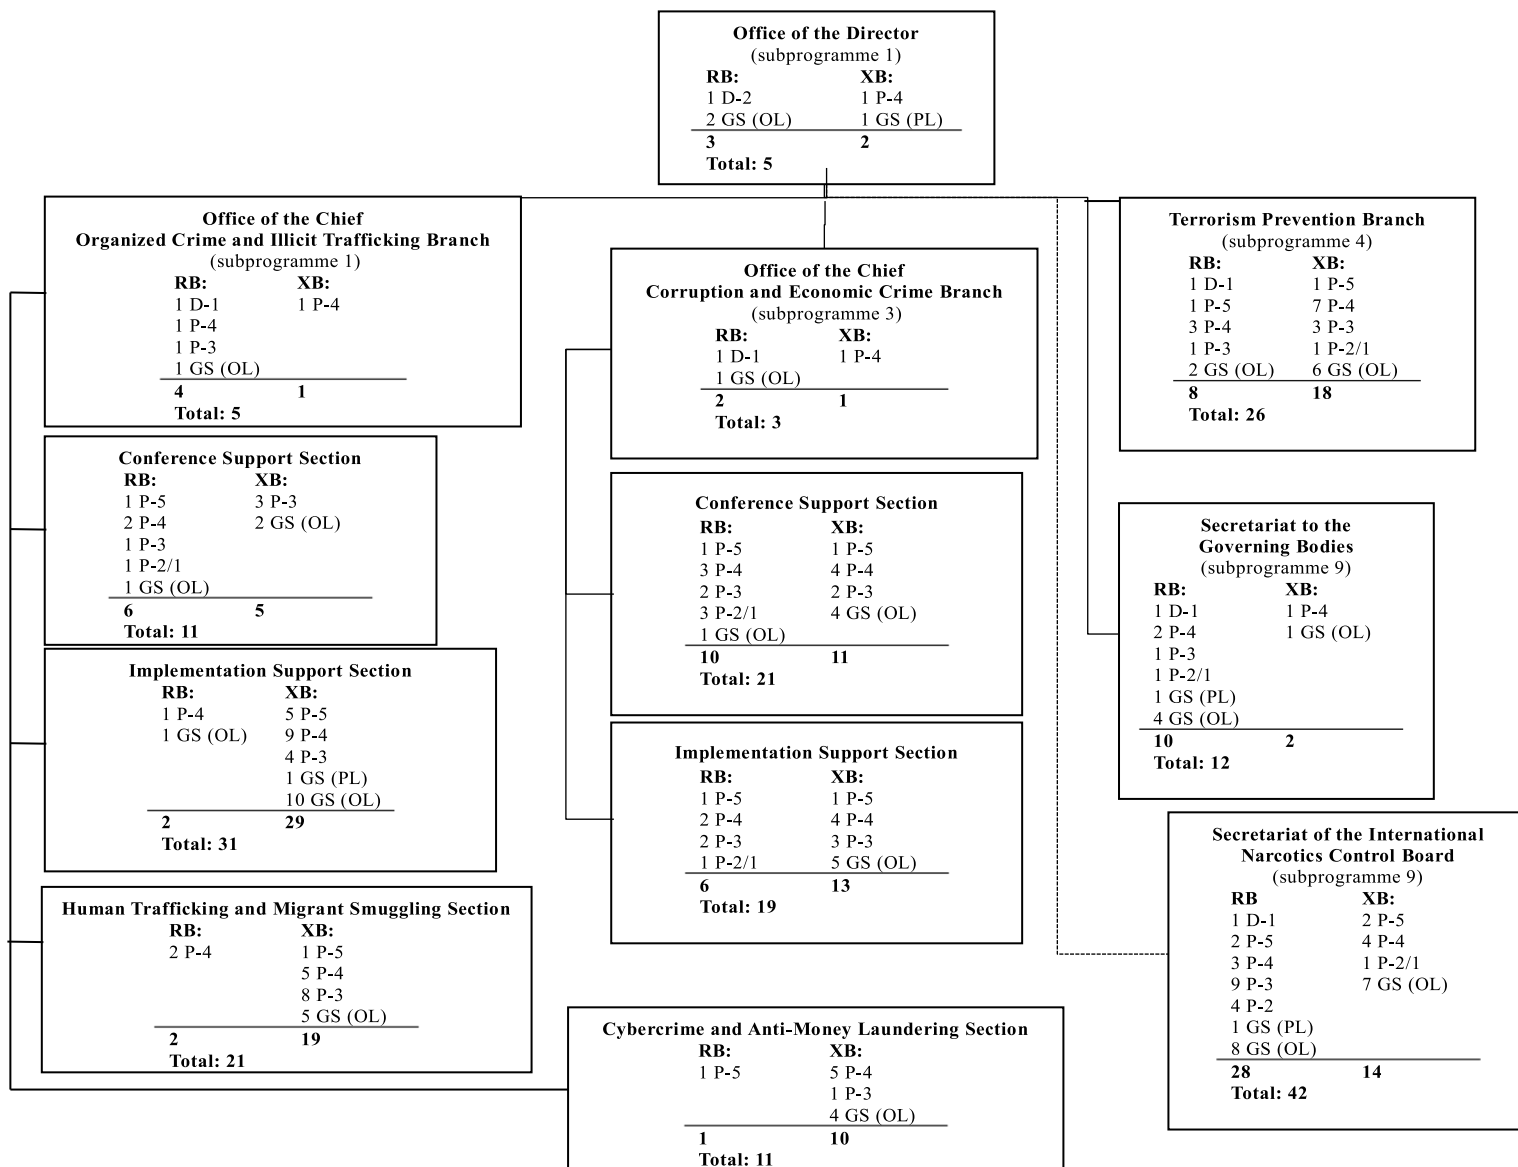 Office of the Director
(subprogramme 1)
RB: XB:
1 D-2 1 P-4
2 GS (OL) 1 GS (PL)
3 2
Total: 5
Office of the Chief
Organized Crime and Illicit Trafficking Branch
(subprogramme 1)
RB: XB:
1 D-1 1 P-4
1 P-4
1 P-3
1 GS (OL)
4 1
Total: 5
Conference Support Section
RB: XB:
1 P-5 3 P-3
2 P-4 2 GS (OL)
1 P-3
1 P-2/1
1 GS (OL)
6 5
Total: 11
Implementation Support Section
RB: XB:
1 P-4 5 P-5
1 GS (OL) 9 P-4
4 P-3
1 GS (PL)
10 GS (OL)
2 29
Total: 31
Human Trafficking and Migrant Smuggling Section
RB: XB:
2 P-4 1 P-5
5 P-4
8 P-3
5 GS (OL)
2 19
Total: 21
Office of the Chief
Corruption and Economic Crime Branch
(subprogramme 3)
RB: XB:
1 D-1 1 P-4
1 GS (OL)
2 1
Total: 3
Conference Support Section
RB: XB:
1 P-5 1 P-5
3 P-4 4 P-4
2 P-3 2 P-3
3 P-2/1 4 GS (OL)
1 GS (OL)
10 11
Total: 21
Implementation Support Section
RB: XB:
1 P-5 1 P-5
2 P-4 4 P-4
2 P-3 3 P-3
1 P-2/1 5 GS (OL)
6 13
Total: 19
Cybercrime and Anti-Money Laundering Section
RB: XB:
1 P-5 5 P-4
1 P-3
4 GS (OL)
1 10
Total: 11
Terrorism Prevention Branch
(subprogramme 4)
RB: XB:
1 D-1 1 P-5
1 P-5 7 P-4
3 P-4 3 P-3
1 P-3 1 P-2/1
2 GS (OL) 6 GS (OL)
8 18
Total: 26
Secretariat to the
Governing Bodies
(subprogramme 9)
RB: XB:
1 D-1 1 P-4
2 P-4 1 GS (OL)
1 P-3
1 P-2/1
1 GS (PL)
4 GS (OL)
10 2
Total: 12
Secretariat of the International
Narcotics Control Board
(subprogramme 9)
RB XB:
1 D-1 2 P-5
2 P-5 4 P-4
3 P-4 1 P-2/1
9 P-3 7 GS (OL)
4 P-2
1 GS (PL)
8 GS (OL)
28 14
Total: 42